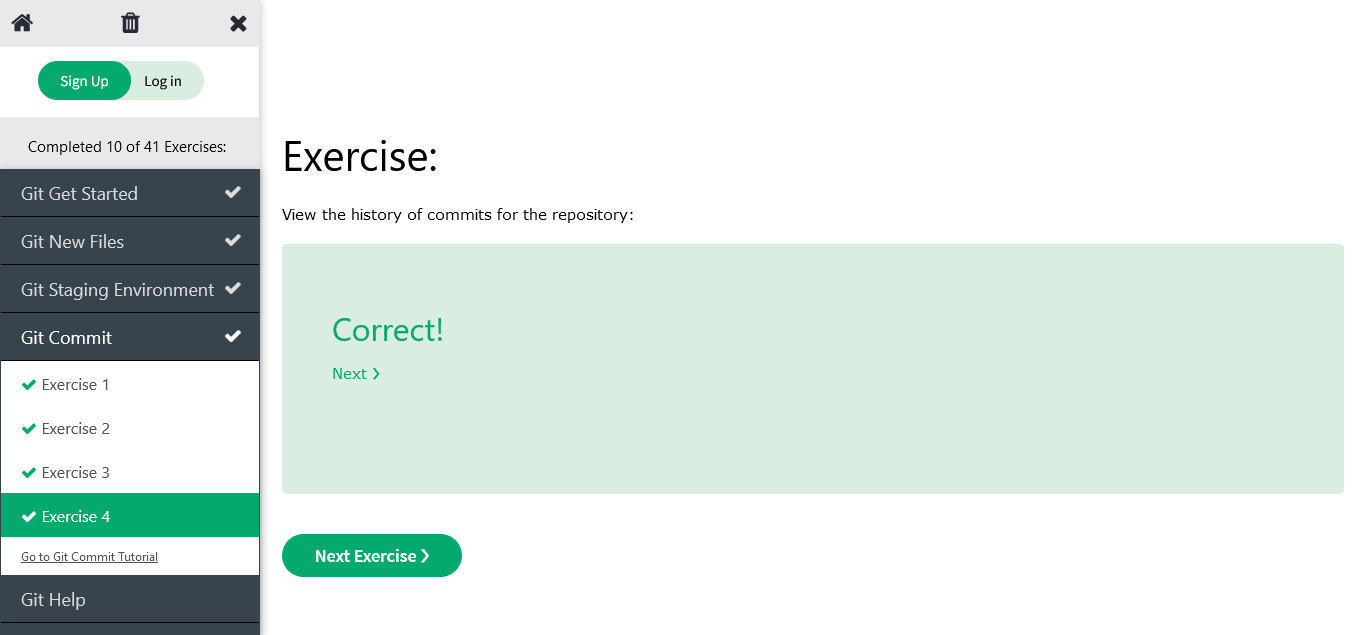 Sign Up
Log in
Completed 10 of 41 Exercises:
Git Get Started
Git New Files
Git Staging Environment
Git Commit
Exercise 1
Exercise 2
Exercise 3
Exercise 4
Go to Git Commit Tutorial
Git Help
Exercise:
View the history of commits for the repository:
Correct!
Next ❯
Next Exercise ❯